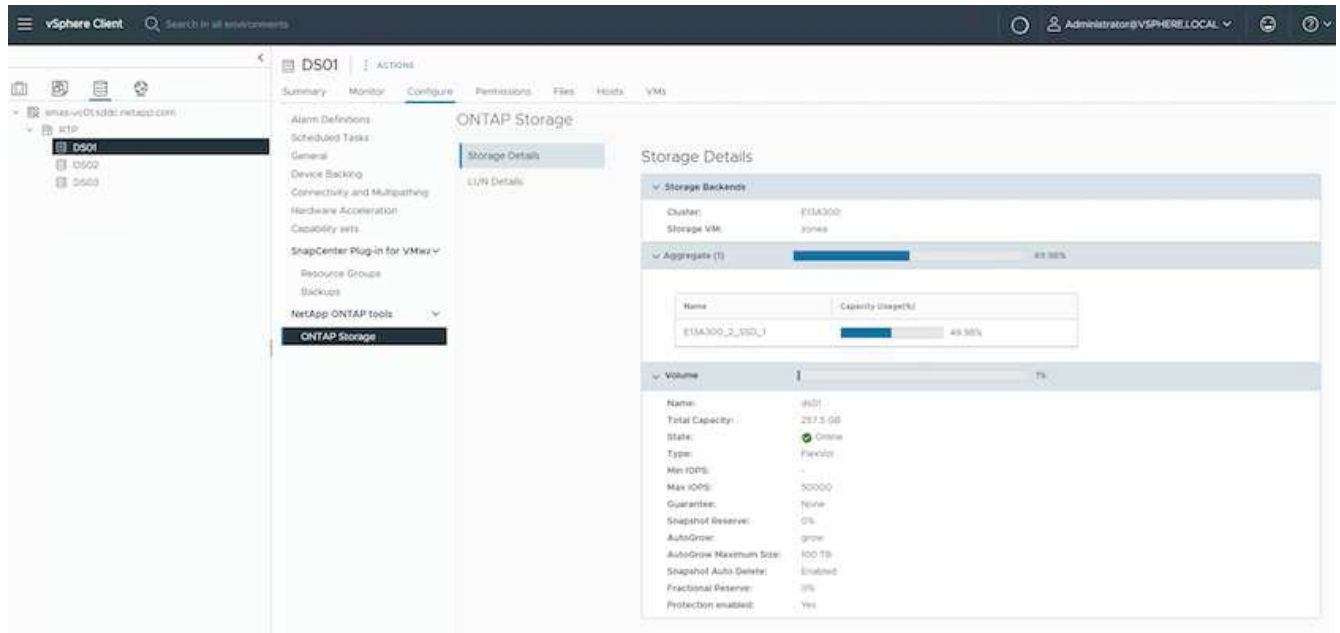 vSphere Client
Search in all environments
Administrator@VSPHERE.LOCAL
DS01
ACTIONS
Summary Monitor Configure Permissions Files Hosts VMs
RTP
DS01
DS02
DS03
Alarm Definitions
Scheduled Tasks
General
Device Backing
Connectivity and Multipathing
Hardware Acceleration
Capability sets
SnapCenter Plug-in for VMwa
Resource Groups
Backups
NetApp ONTAP tools
ONTAP Storage
ONTAP Storage
Storage Details
LUN Details
Storage Details
Storage Backends
Cluster: E13A300
Storage VM:
Aggregate (1) 49.98%
Name Capacity Usage(%)
E13A300_2_SSD_1 49.98%
Volume 1%
Name: ds01
Total Capacity: 257.5 GB
State: Online
Type: FlexVol
Min IOPS: -
Max IOPS: 50000
Guarantee: None
Snapshot Reserve: 0%
AutoGrow: grow
AutoGrow Maximum Size: 100 TB
Snapshot Auto Delete: Enabled
Fractional Reserve: 0%
Protection enabled: Yes